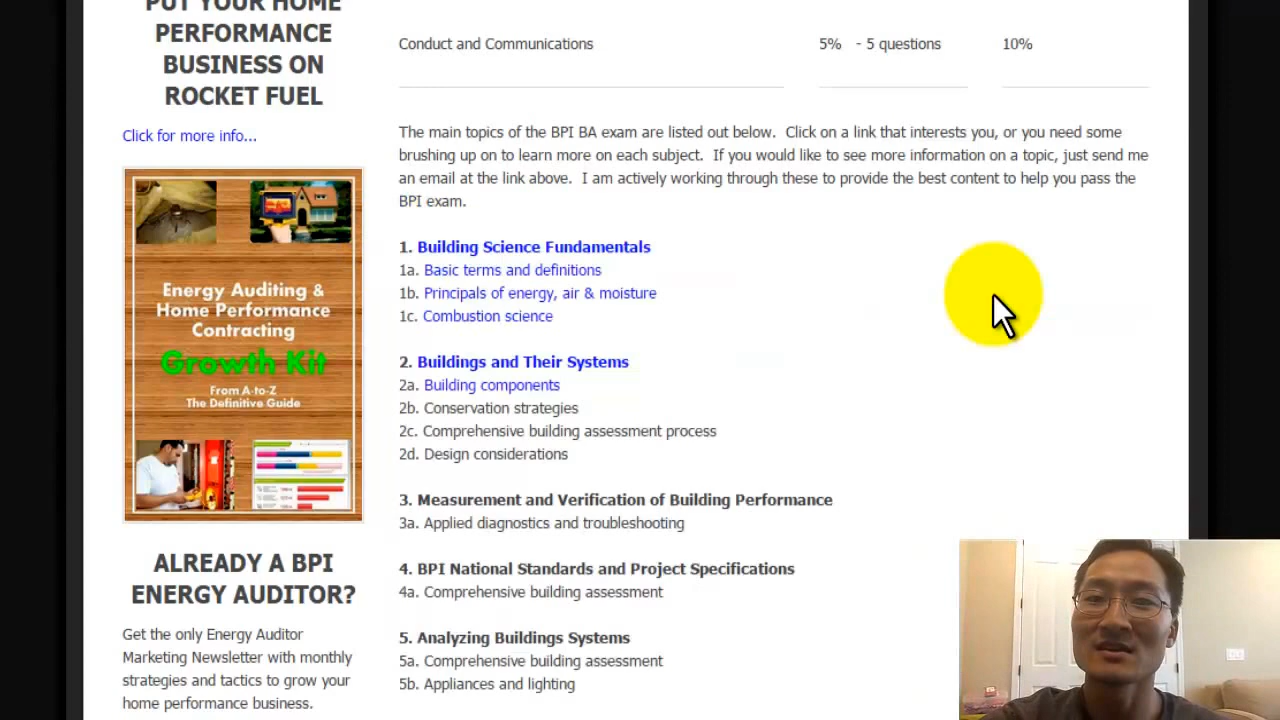 PUT YOUR HOME
PERFORMANCE
BUSINESS ON
ROCKET FUEL
Click for more info...
Energy Auditing &
Home Performance
Contracting
Growth Kit
From A-to-Z
The Definitive Guide
ALREADY A BPI
ENERGY AUDITOR?
Get the only Energy Auditor
Marketing Newsletter with monthly
strategies and tactics to grow your
home performance business.
Conduct and Communications 5% - 5 questions 10%
The main topics of the BPI BA exam are listed out below. Click on a link that interests you, or you need some
brushing up on to learn more on each subject. If you would like to see more information on a topic, just send me
an email at the link above. I am actively working through these to provide the best content to help you pass the
BPI exam.
1. Building Science Fundamentals
1a. Basic terms and definitions
1b. Principals of energy, air & moisture
1c. Combustion science
2. Buildings and Their Systems
2a. Building components
2b. Conservation strategies
2c. Comprehensive building assessment process
2d. Design considerations
3. Measurement and Verification of Building Performance
3a. Applied diagnostics and troubleshooting
4. BPI National Standards and Project Specifications
4a. Comprehensive building assessment
5. Analyzing Buildings Systems
5a. Comprehensive building assessment
5b. Appliances and lighting